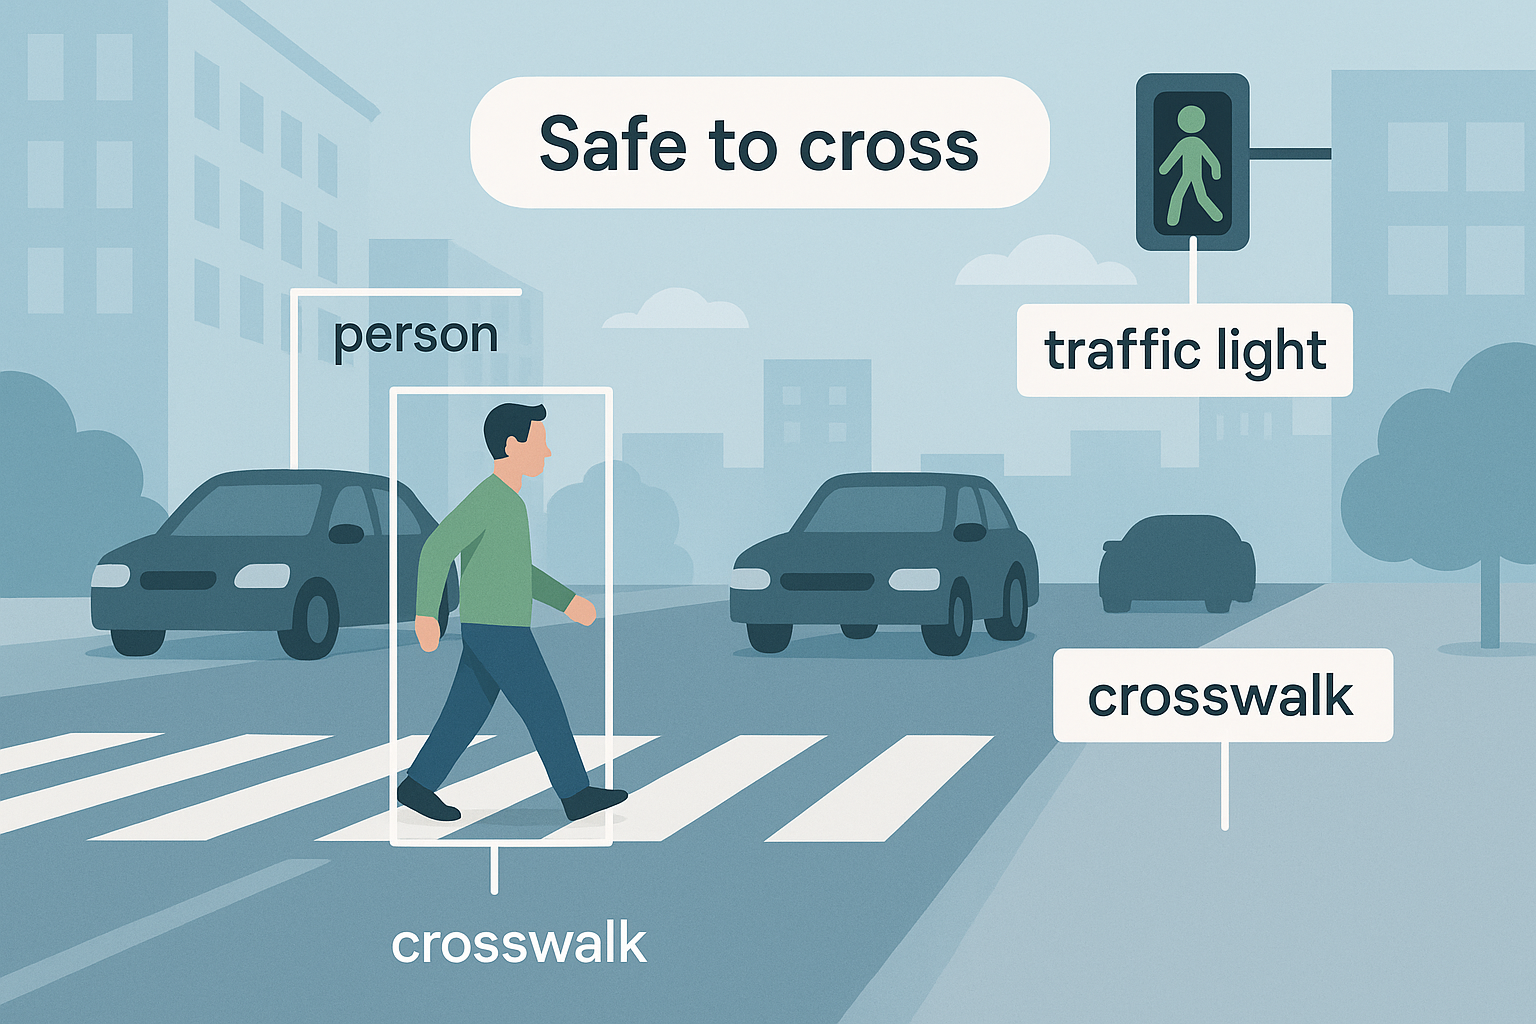 Safe to cross
person
traffic light
crosswalk
crosswalk